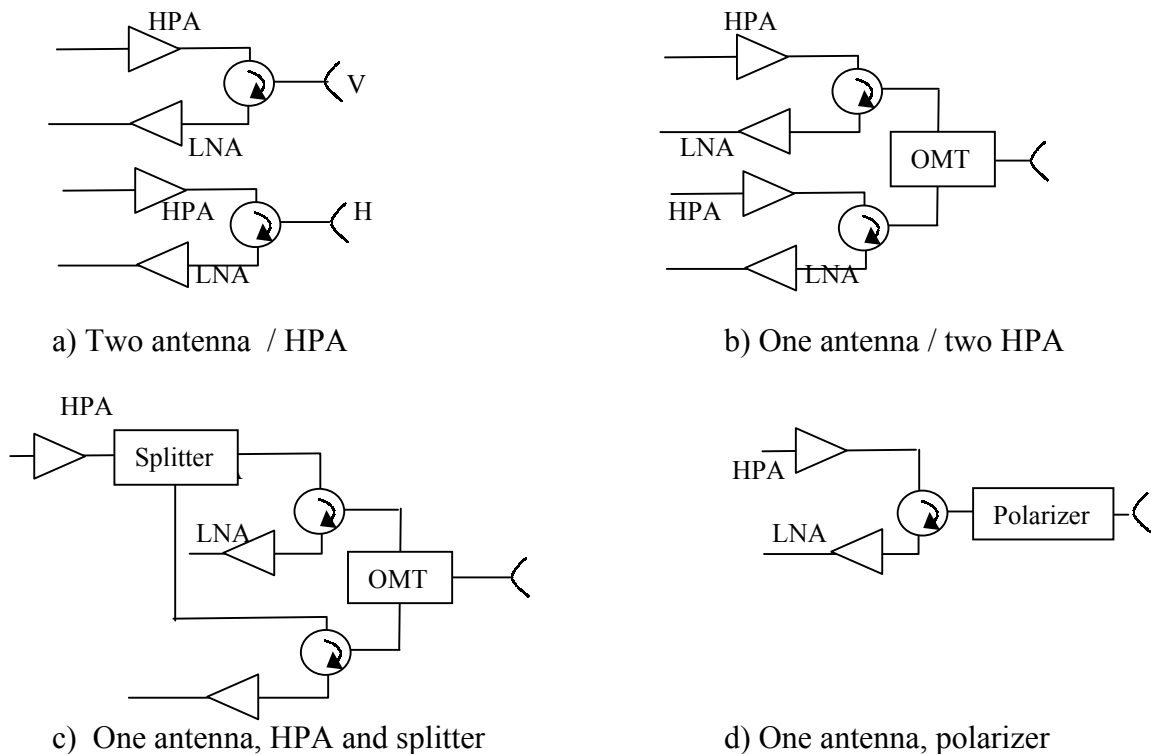 HPA
V
LNA
HPA
H
LNA
a) Two antenna / HPA
HPA
LNA
OMT
HPA
LNA
b) One antenna / two HPA
HPA
Splitter
LNA
OMT
c) One antenna, HPA and splitter
HPA
LNA
Polarizer
d) One antenna, polarizer